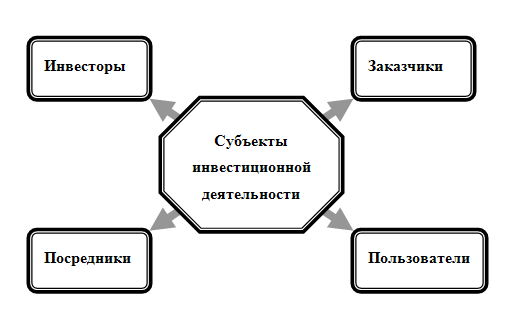 Инвесторы
Заказчики
Субъекты
инвестиционной
деятельности
Посредники
Пользователи